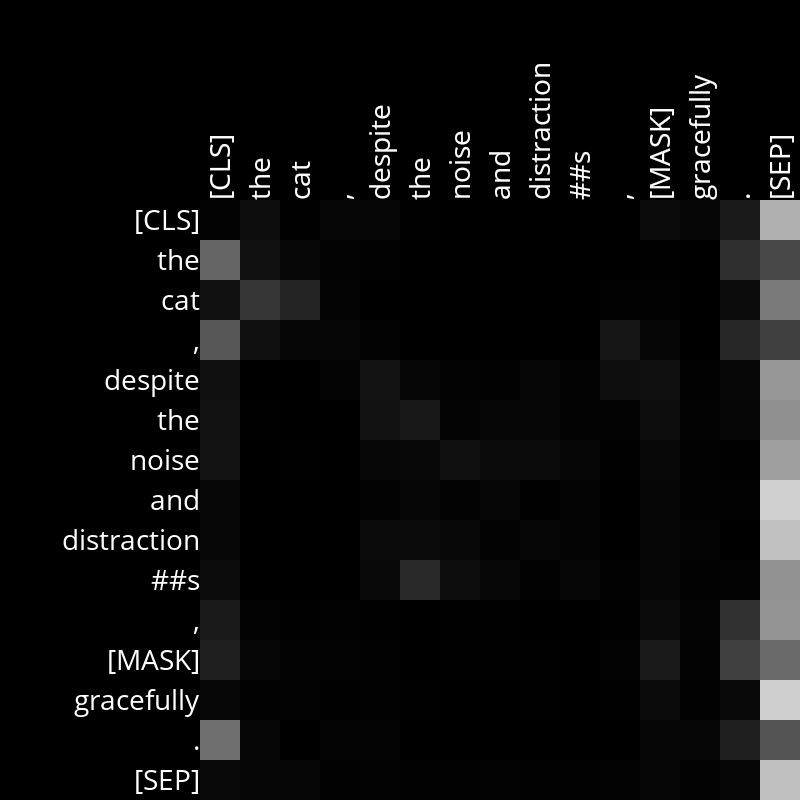 [CLS] the cat , despite the noise and distraction ##s , [MASK] gracefully . [SEP]
[CLS]
the
cat
,
despite
the
noise
and
distraction
##s
,
[MASK]
gracefully
.
[SEP]